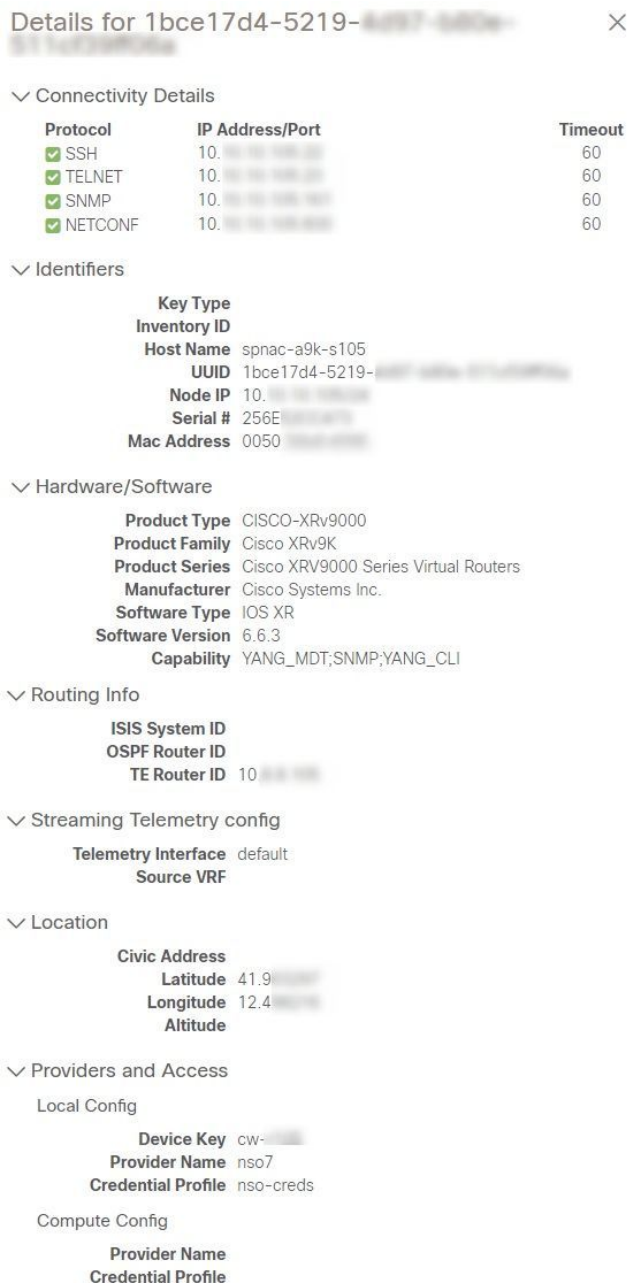 Details for 1bce17d4-5219-
Connectivity Details
Protocol IP Address/Port Timeout
SSH 10. 60
TELNET 10. 60
SNMP 10. 60
NETCONF 10. 60
Identifiers
Key Type
Inventory ID
Host Name spnac-a9k-s105
UUID 1bce17d4-5219-
Node IP 10.
Serial # 256E
Mac Address 0050
Hardware/Software
Product Type CISCO-XRv9000
Product Family Cisco XRv9K
Product Series Cisco XRV9000 Series Virtual Routers
Manufacturer Cisco Systems Inc.
Software Type IOS XR
Software Version 6.6.3
Capability YANG_MDT;SNMP;YANG_CLI
Routing Info
ISIS System ID
OSPF Router ID
TE Router ID 10
Streaming Telemetry config
Telemetry Interface default
Source VRF
Location
Civic Address
Latitude 41.9
Longitude 12.4
Altitude
Providers and Access
Local Config
Device Key cw-
Provider Name nso7
Credential Profile nso-creds
Compute Config
Provider Name
Credential Profile